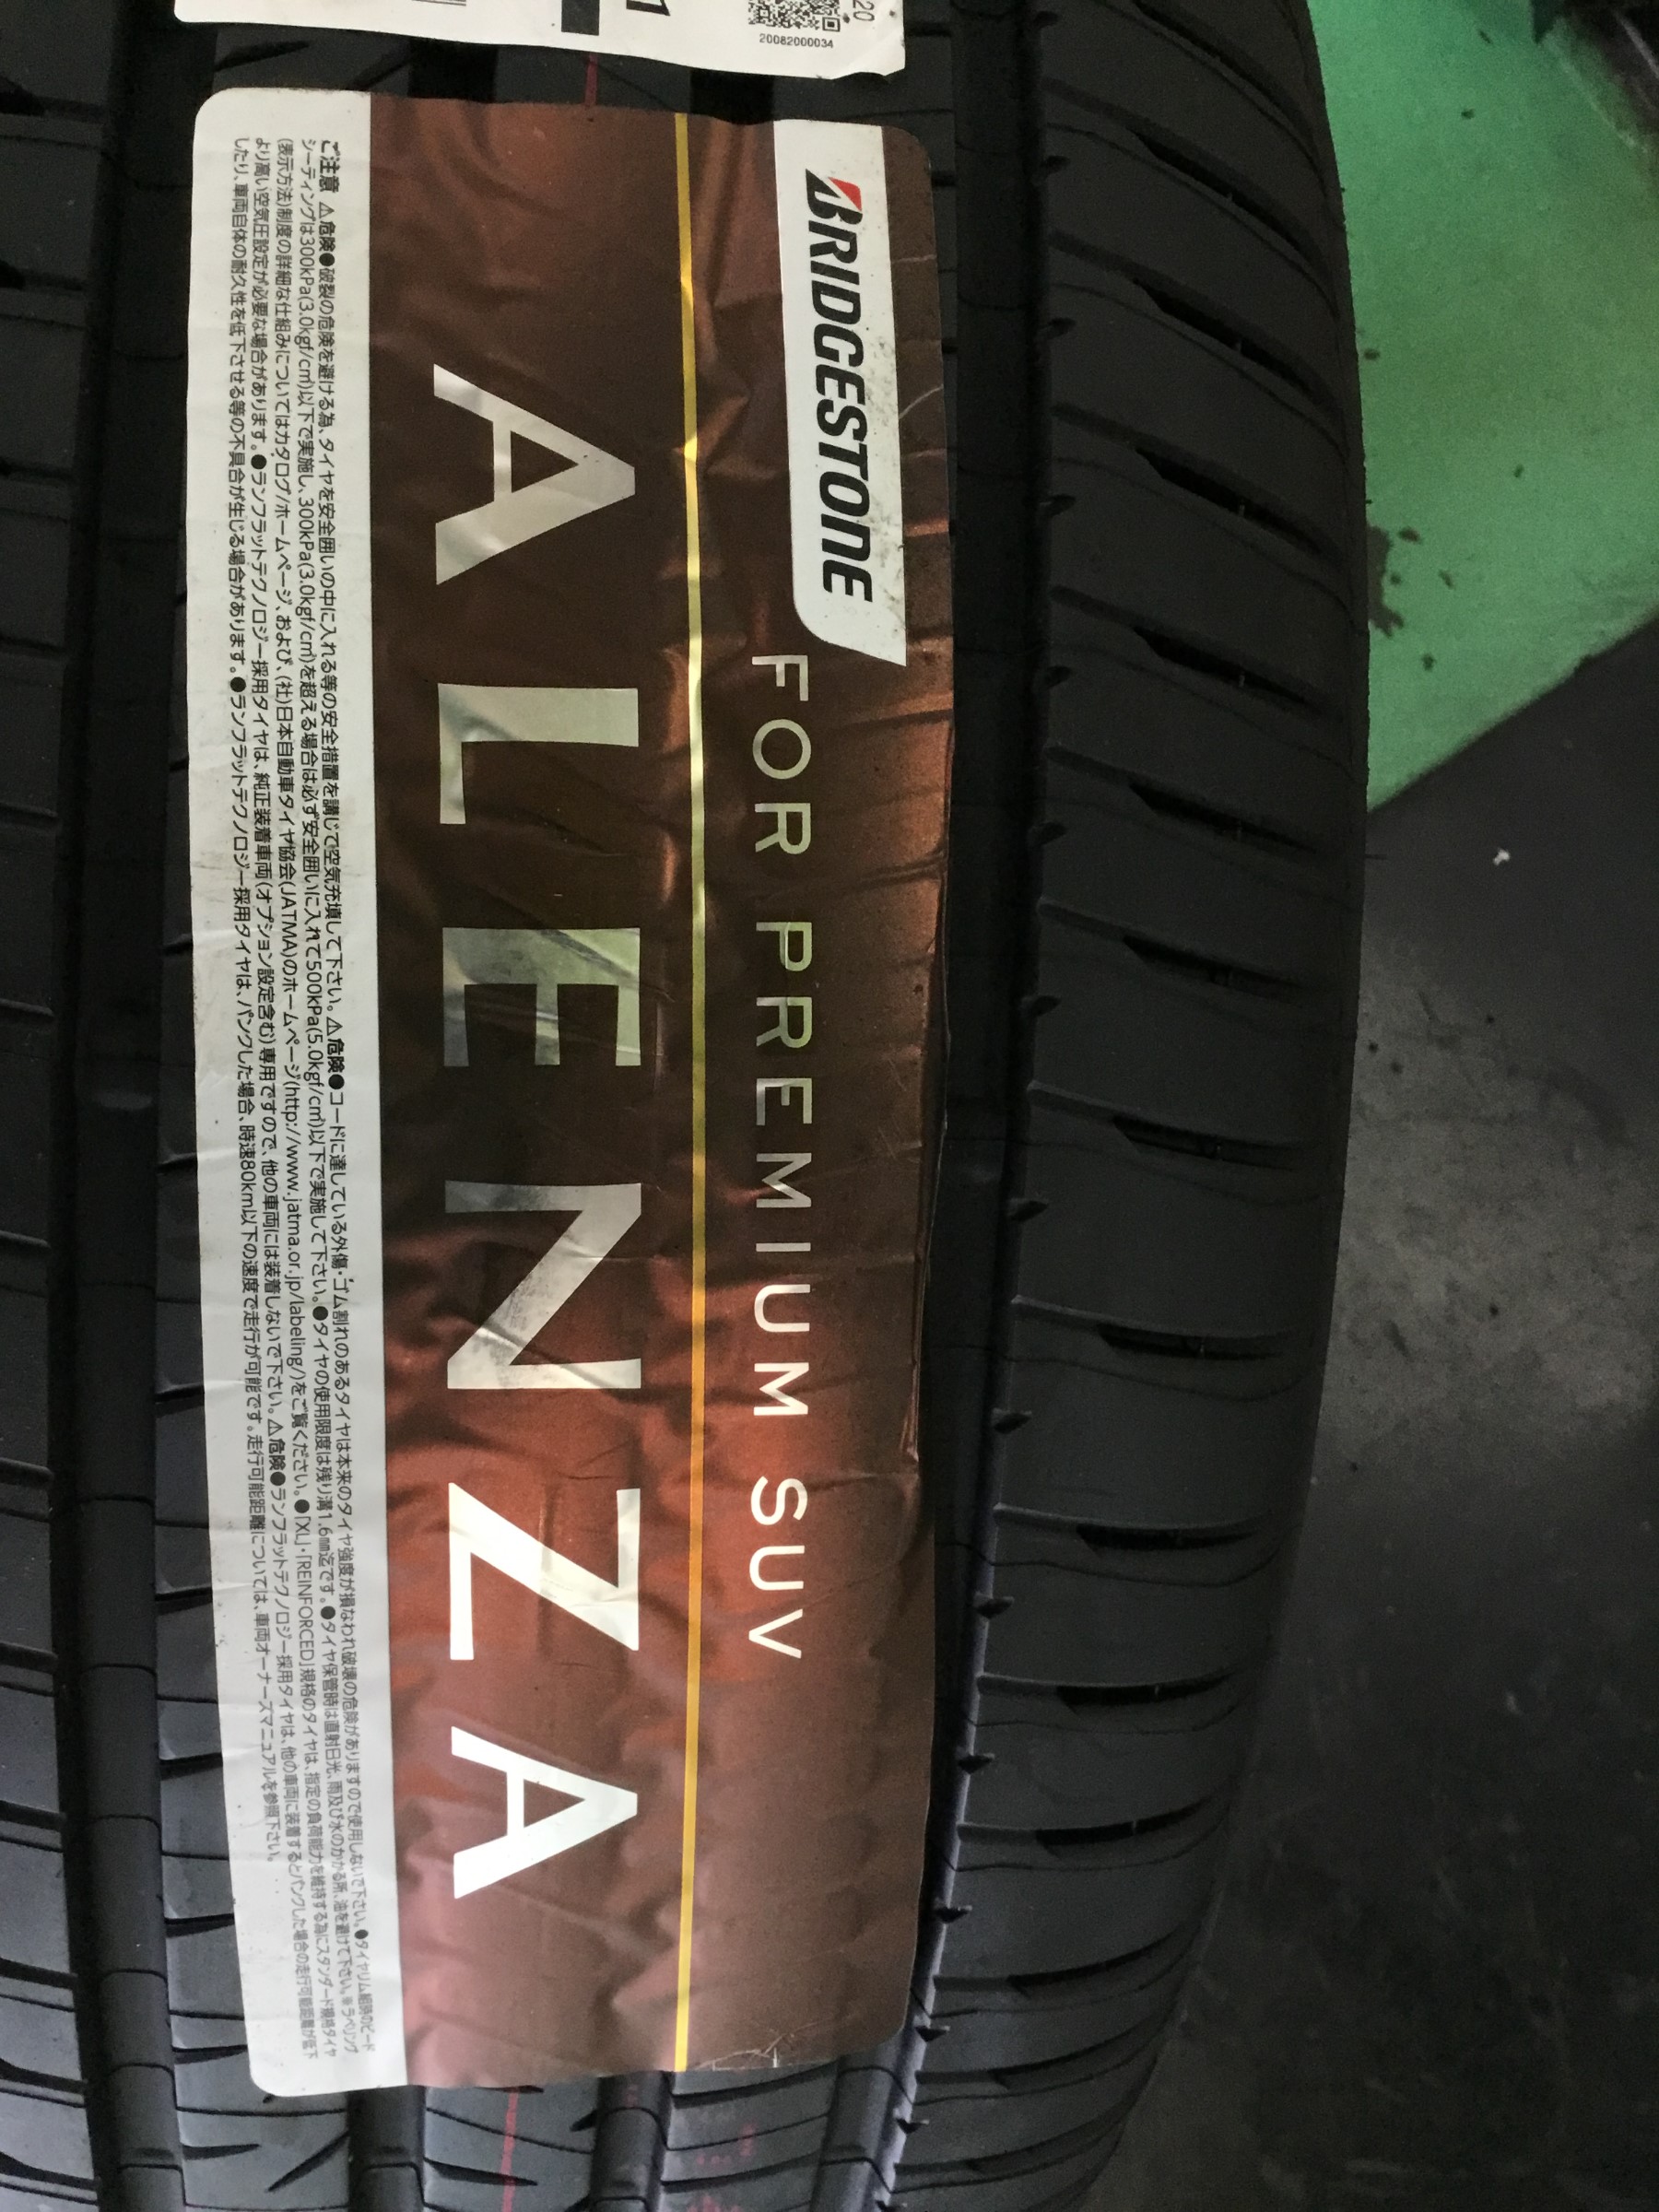 1
20
20082000034
BRIDGESTONE
FOR PREMIUM SUV
ALENZA
ご注意 ⚠危険●破裂の危険を避ける為、タイヤを安全囲いの中に入れる等の安全措置を講じて空気充填して下さい。⚠危険●コードに達している外傷・ゴム割れのあるタイヤは本来のタイヤ強度が損なわれ破壊の危険がありますので使用しないで下さい。●タイヤリム組時のビード
シーティングは300kPa(3.0kgf/c㎡)以下で実施し、300kPa(3.0kgf/c㎡)を超える場合は必ず安全囲いに入れて500kPa(5.0kgf/c㎡)以下で実施して下さい。●タイヤの使用限度は残り溝1.6㎜迄です。●タイヤ保管時は直射日光、雨及び水のかかる所、油を避けて下さい。※ラベリング
(表示方法)制度の詳細な仕組みについてはカタログ/ホームページ、および、(社)日本自動車タイヤ協会(JATMA)のホームページ(http://www.jatma.or.jp/labeling/)をご覧ください。●「XL」・「REINFORCED」規格のタイヤは、指定の負荷能力を維持する為にスタンダード規格タイヤ
より高い空気圧設定が必要な場合があります。●ランフラットテクノロジー採用タイヤは、純正装着車両(オプション設定含む)専用ですので、他の車両には装着しないで下さい。⚠危険●ランフラットテクノロジー採用タイヤは、他の車両に装着するとパンクした場合の走行可能距離が低下
したり、車両自体の耐久性を低下させる等の不具合が生じる場合があります。●ランフラットテクノロジー採用タイヤは、パンクした場合、時速80km以下の速度で走行が可能です。走行可能距離については、車両オーナーズマニュアルを参照下さい。